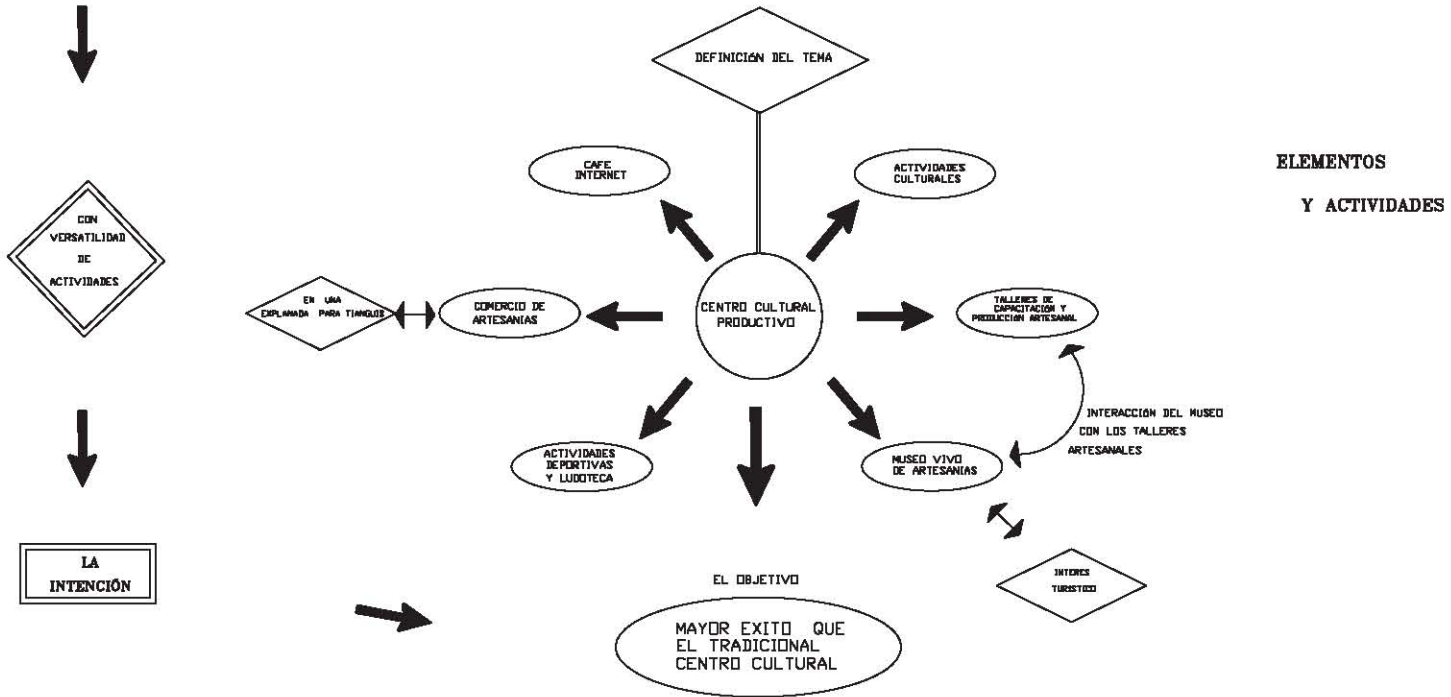 DEFINICIÓN DEL TEMA
CAFE
INTERNET
ACTIVIDADES
CULTURALES
ELEMENTOS
Y ACTIVIDADES
CON
VERSATILIDAD
DE
ACTIVIDADES
EN UNA
EXPLANADA PARA TIANGUIS
COMERCIO DE
ARTESANIAS
CENTRO CULTURAL
PRODUCTIVO
TALLERES DE
CAPACITACIÓN Y
PRODUCCIÓN ARTESANAL
INTERACCIÓN DEL MUSEO
CON LOS TALLERES
ARTESANALES
ACTIVIDADES
DEPORTIVAS
Y LUDOTECA
MUSEO VIVO
DE ARTESANIAS
LA
INTENCIÓN
INTERES
TURISTICO
EL OBJETIVO
MAYOR EXITO QUE
EL TRADICIONAL
CENTRO CULTURAL